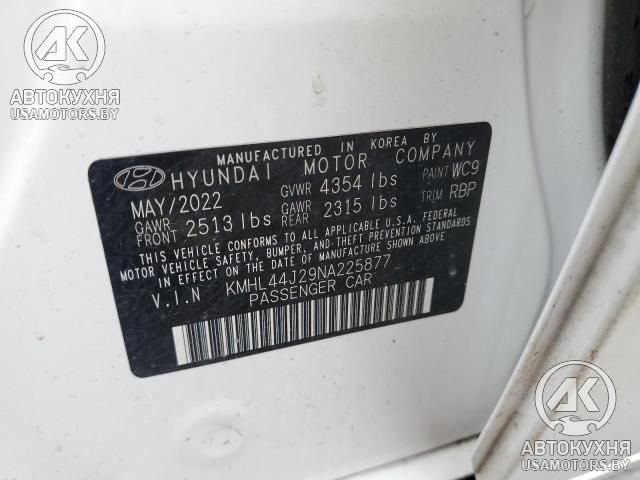 АК
АВТОКУХНЯ
USAMOTORS.BY
MANUFACTURED IN KOREA BY
HYUNDAI MOTOR COMPANY
MAY/2022 GVWR 4354 lbs PAINT WC9
GAWR FRONT 2513 lbs GAWR REAR 2315 lbs TRIM RBP
THIS VEHICLE CONFORMS TO ALL APPLICABLE U.S.A. FEDERAL
MOTOR VEHICLE SAFETY, BUMPER, AND THEFT PREVENTION STANDARDS
IN EFFECT ON THE DATE OF MANUFACTURE SHOWN ABOVE.
V.I.N KMHL44J29NA225877
PASSENGER CAR
АК
АВТОКУХНЯ
USAMOTORS.BY